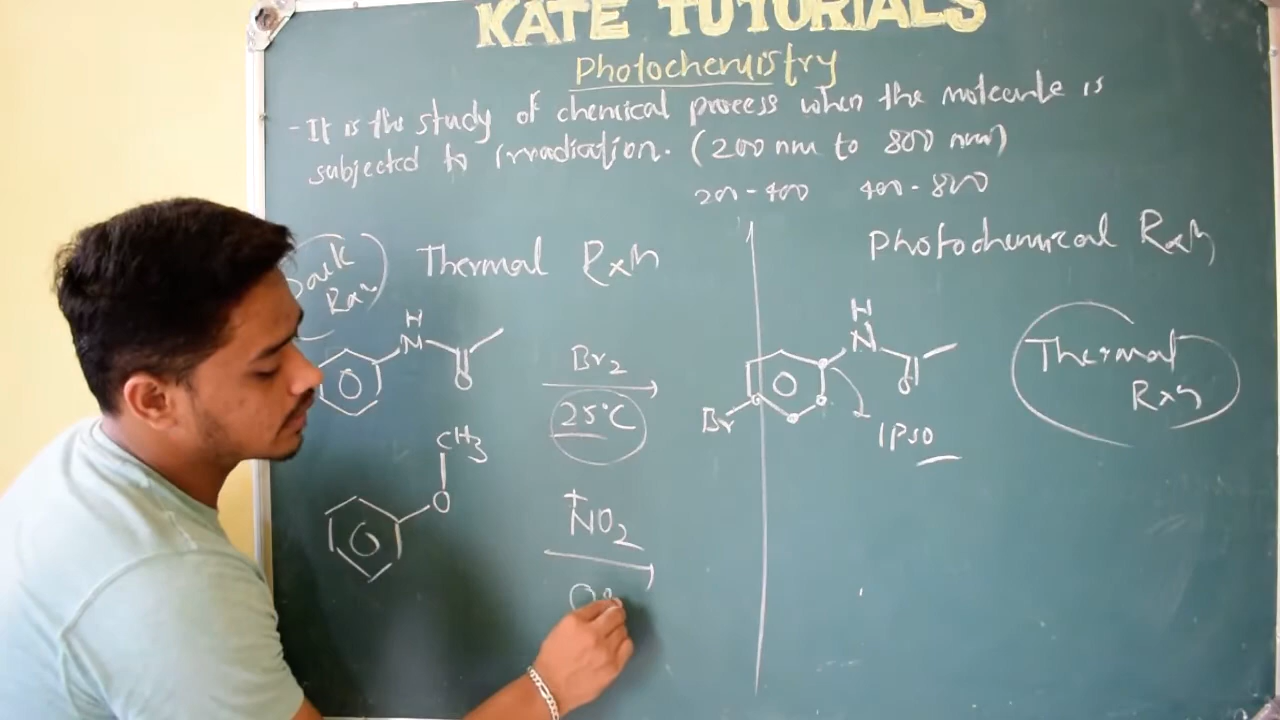 KATE TUTORIALS
Photochemistry
- It is the study of chemical process when the molecule is
subjected to irradiation. (200 nm to 800 nm)
200 - 400 400 - 800
Dark
Rxn
Thermal Rxn
Photochemical Rxn
H
N
O
Br2
25°C
H
N
O
Br
IPSO
Thermal
Rxn
CH3
O
+
NO2